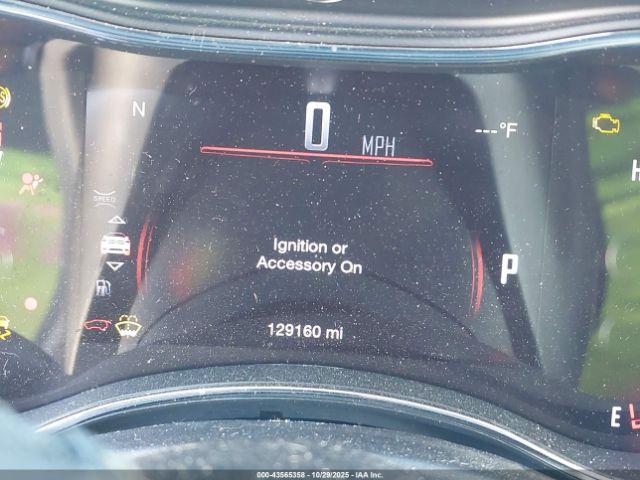 N
0 MPH
---°F
SPEED
H
Ignition or
Accessory On
P
129160 mi
E
000-43565358 - 10/29/2025 - IAA Inc.